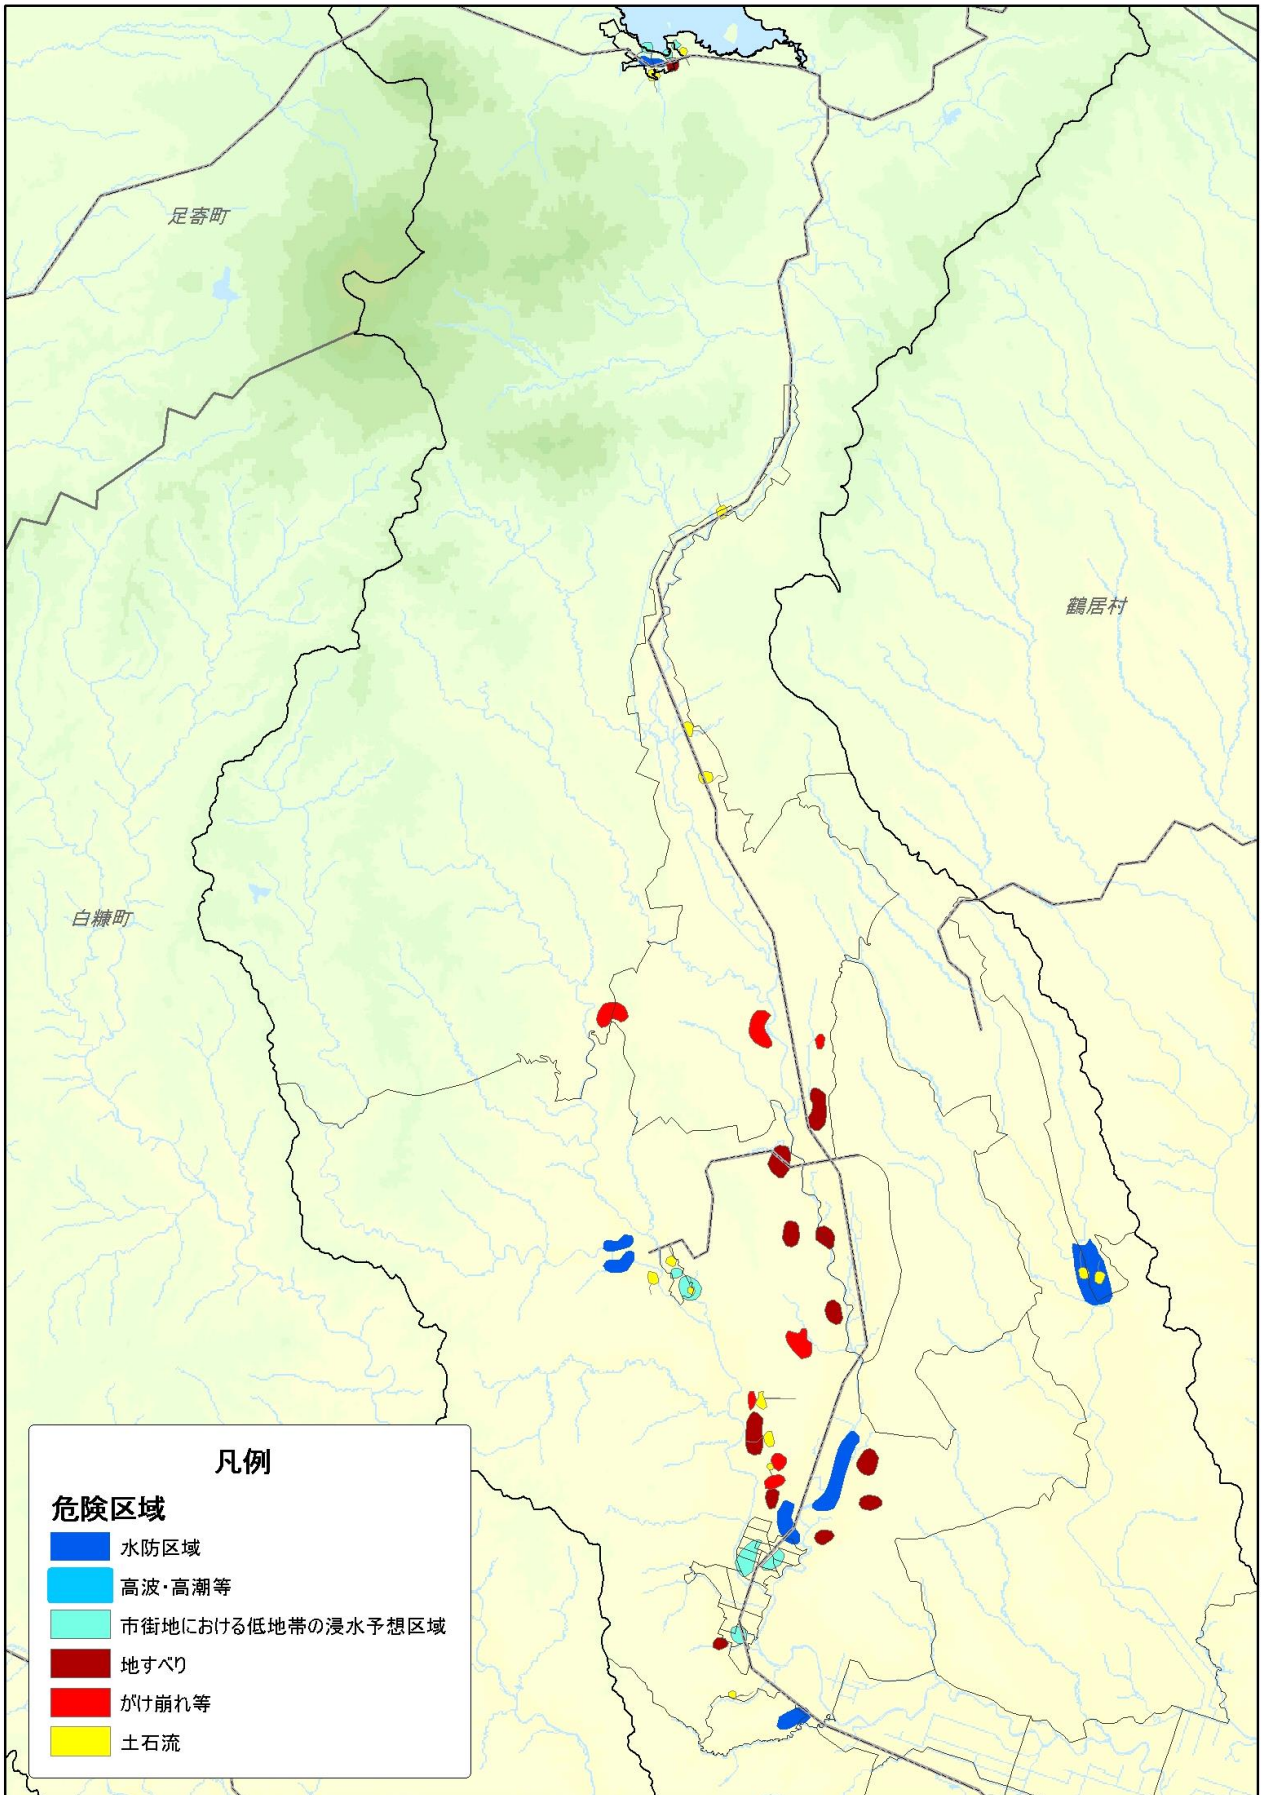 足寄町
鶴居村
白糠町
凡例
危険区域
水防区域
高波・高潮等
市街地における低地帯の浸水予想区域
地すべり
がけ崩れ等
土石流